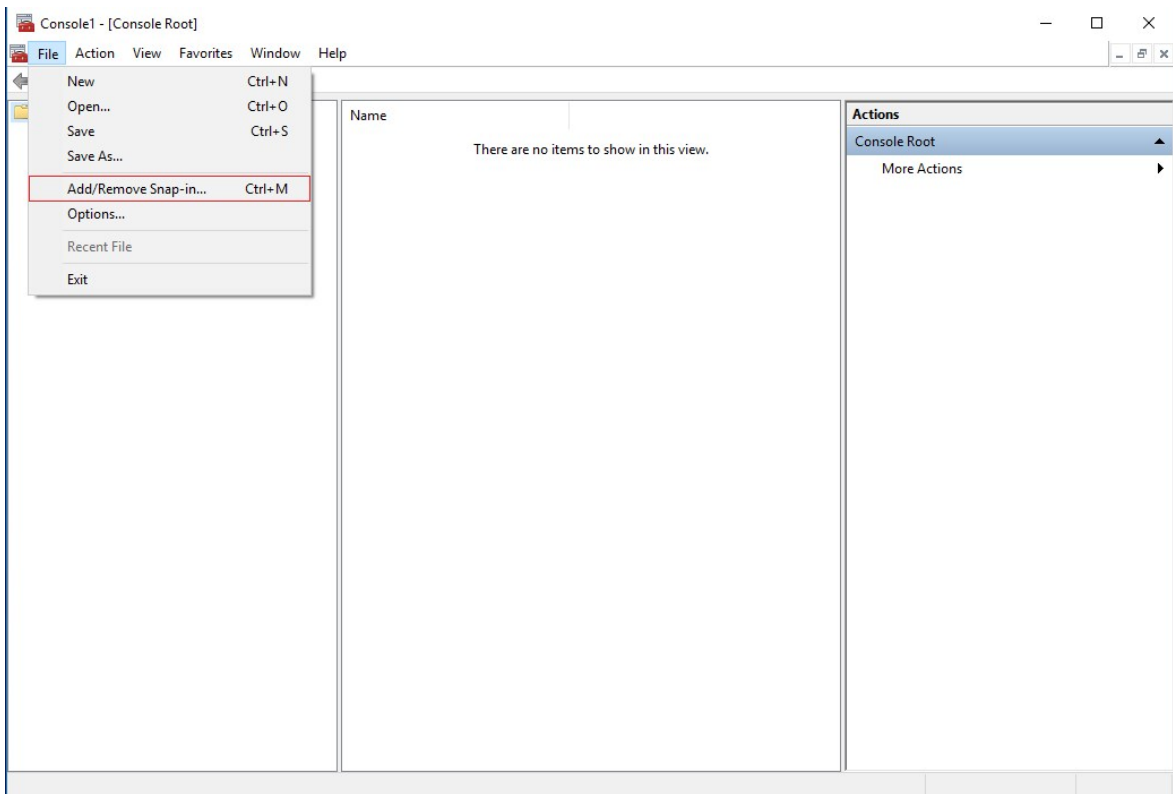 Console1 - [Console Root]
File Action View Favorites Window Help
New Ctrl+N
Open... Ctrl+O
Save Ctrl+S
Save As...
Add/Remove Snap-in... Ctrl+M
Options...
Recent File
Exit
Name
There are no items to show in this view.
Actions
Console Root
More Actions